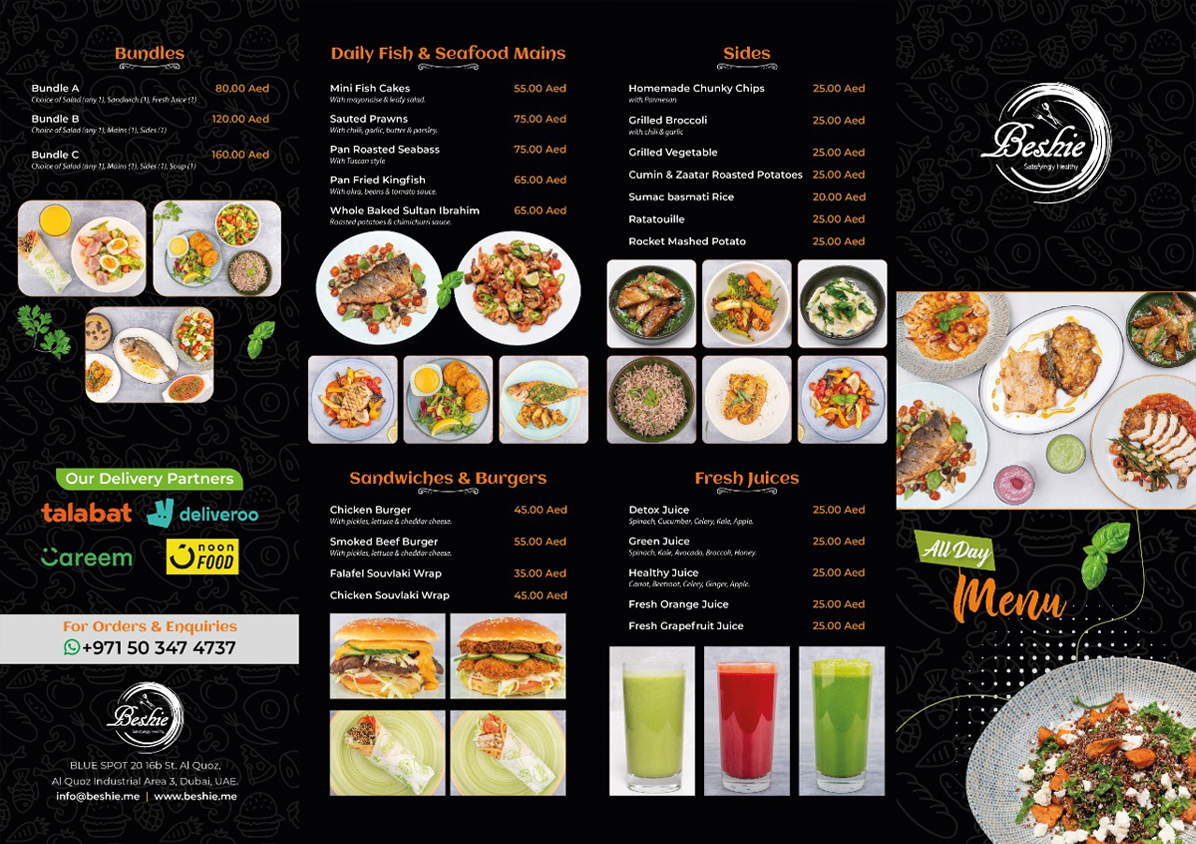 Bundles
Bundle A 80.00 Aed
Choice of Salad (any 1), Sandwich (1), Fresh Juice (1)
Bundle B 120.00 Aed
Choice of Salad (any 1), Mains (1), Sides (1)
Bundle C 160.00 Aed
Choice of Salad (any 1), Mains (1), Sides (1), Soup (1)
Our Delivery Partners
talabat
deliveroo
Careem
noon
FOOD
For Orders & Enquiries
+971 50 347 4737
Beshie
Satisfyingly Healthy
BLUE SPOT 20 16b St. Al Quoz,
Al Quoz Industrial Area 3, Dubai, UAE.
info@beshie.me | www.beshie.me
Daily Fish & Seafood Mains
Mini Fish Cakes 55.00 Aed
With mayonaise & leafy salad.
Sauted Prawns 75.00 Aed
With chilli, garlic, butter & parsley.
Pan Roasted Seabass 75.00 Aed
With Tuscan style
Pan Fried Kingfish 65.00 Aed
With okra, beans & tomato sauce.
Whole Baked Sultan Ibrahim 65.00 Aed
Roasted potatoes & chimichurri sauce.
Sandwiches & Burgers
Chicken Burger 45.00 Aed
With pickles, lettuce & cheddar cheese.
Smoked Beef Burger 55.00 Aed
With pickles, lettuce & cheddar cheese.
Falafel Souvlaki Wrap 35.00 Aed
Chicken Souvlaki Wrap 45.00 Aed
Sides
Homemade Chunky Chips 25.00 Aed
with Parmesan
Grilled Broccoli 25.00 Aed
with chili & garlic
Grilled Vegetable 25.00 Aed
Cumin & Zaatar Roasted Potatoes 25.00 Aed
Sumac basmati Rice 20.00 Aed
Ratatouille 25.00 Aed
Rocket Mashed Potato 25.00 Aed
Fresh Juices
Detox Juice 25.00 Aed
Spinach, Cucumber, Celery, Kale, Apple.
Green Juice 25.00 Aed
Spinach, Kale, Avocado, Broccoli, Honey.
Healthy Juice 25.00 Aed
Carrot, Beetroot, Celery, Ginger, Apple.
Fresh Orange Juice 25.00 Aed
Fresh Grapefruit Juice 25.00 Aed
Beshie
Satisfyingly Healthy
All Day
Menu